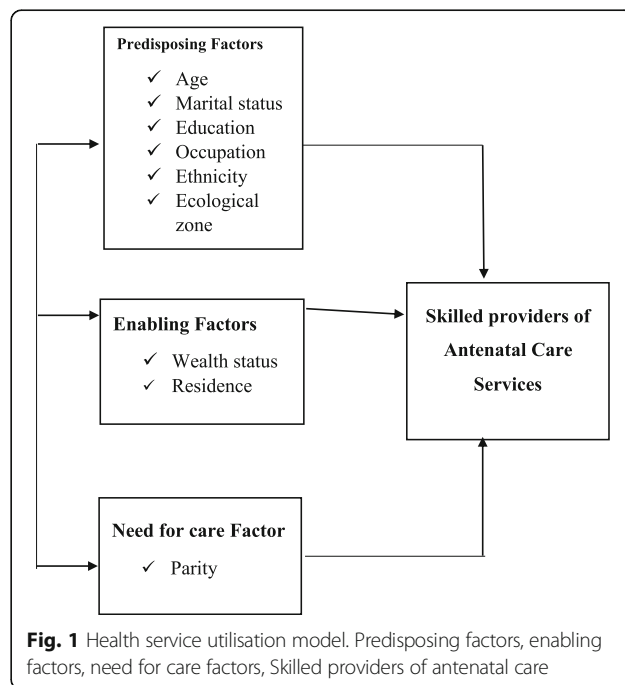 Predisposing Factors
✓ Age
✓ Marital status
✓ Education
✓ Occupation
✓ Ethnicity
✓ Ecological
zone
Enabling Factors
✓ Wealth status
✓ Residence
Need for care Factor
✓ Parity
Skilled providers of
Antenatal Care
Services
Fig. 1 Health service utilisation model. Predisposing factors, enabling
factors, need for care factors, Skilled providers of antenatal care